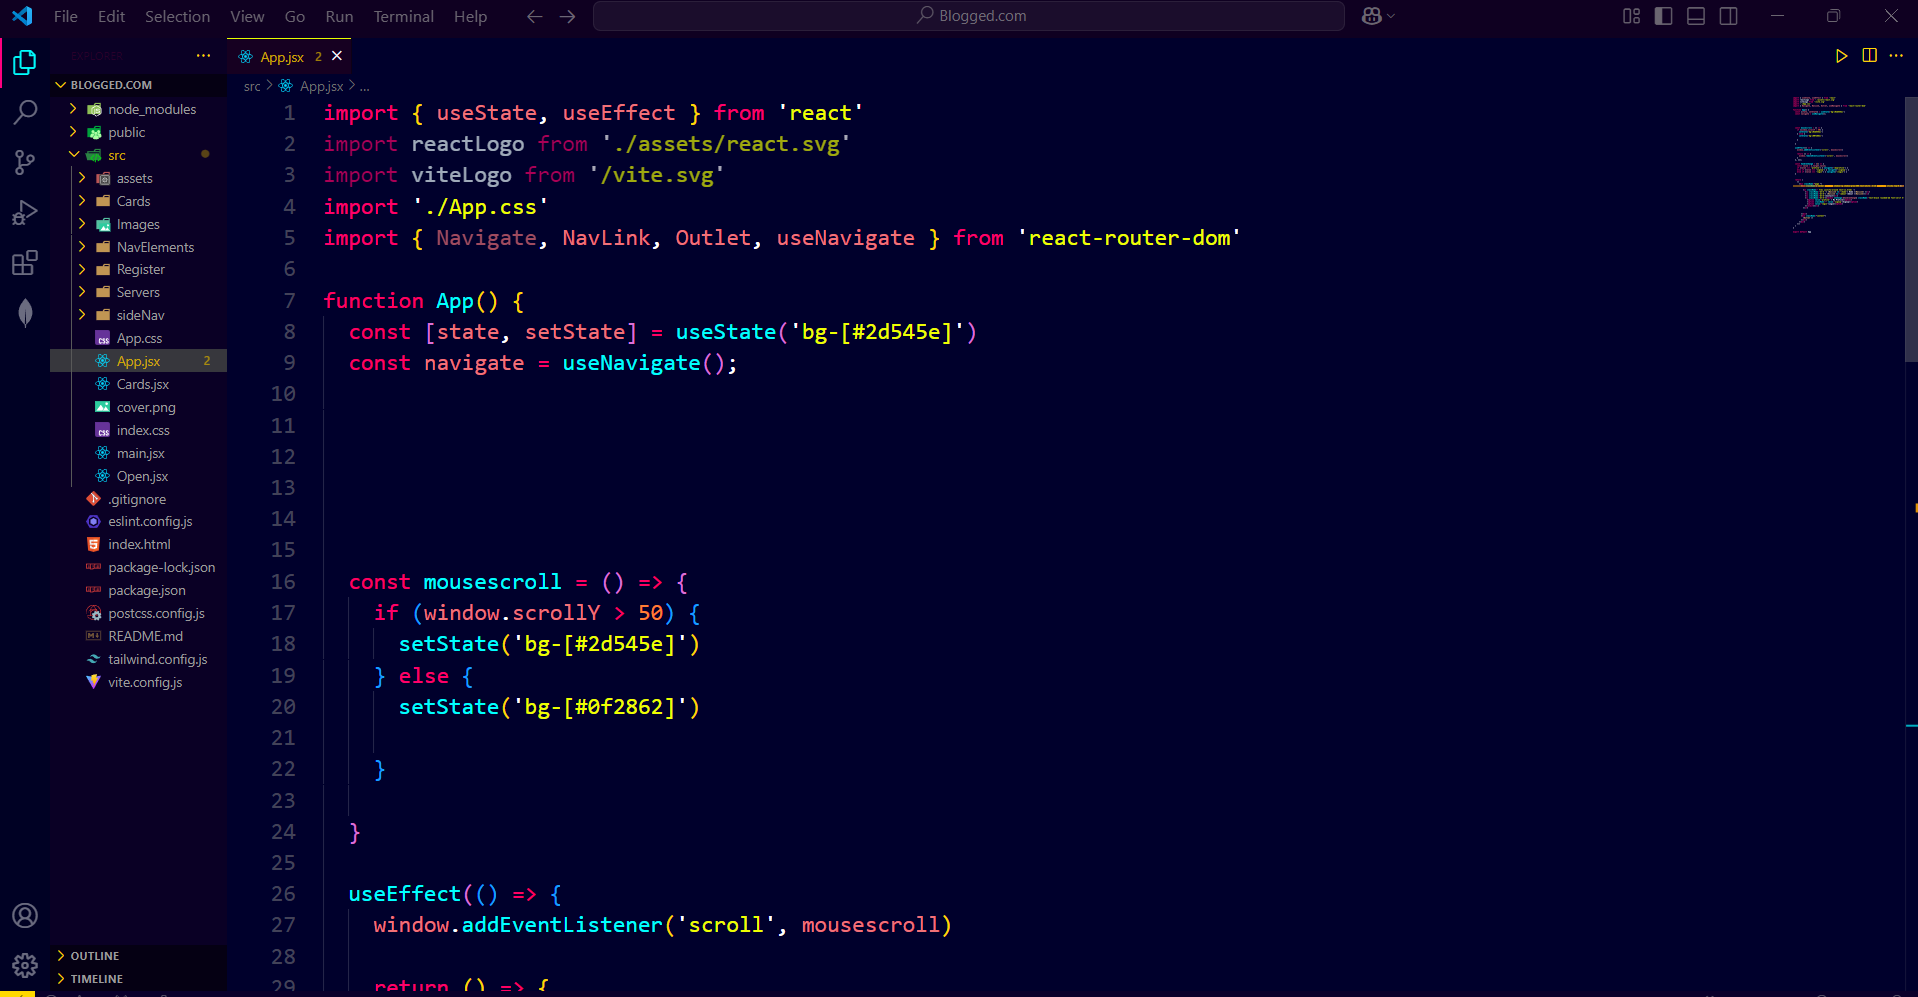 File Edit Selection View Go Run Terminal Help
Blogged.com
EXPLORER
BLOGGED.COM
node_modules
public
src
assets
Cards
Images
NavElements
Register
Servers
sideNav
App.css
App.jsx 2
Cards.jsx
cover.png
index.css
main.jsx
Open.jsx
.gitignore
eslint.config.js
index.html
package-lock.json
package.json
postcss.config.js
README.md
tailwind.config.js
vite.config.js
OUTLINE
TIMELINE
App.jsx 2
src > App.jsx > ...
1 import { useState, useEffect } from 'react'
2 import reactLogo from './assets/react.svg'
3 import viteLogo from '/vite.svg'
4 import './App.css'
5 import { Navigate, NavLink, Outlet, useNavigate } from 'react-router-dom'
6
7 function App() {
8 const [state, setState] = useState('bg-[#2d545e]')
9 const navigate = useNavigate();
10
11
12
13
14
15
16 const mousescroll = () => {
17 if (window.scrollY > 50) {
18 setState('bg-[#2d545e]')
19 } else {
20 setState('bg-[#0f2862]')
21
22 }
23
24 }
25
26 useEffect(() => {
27 window.addEventListener('scroll', mousescroll)
28
29 return () => {